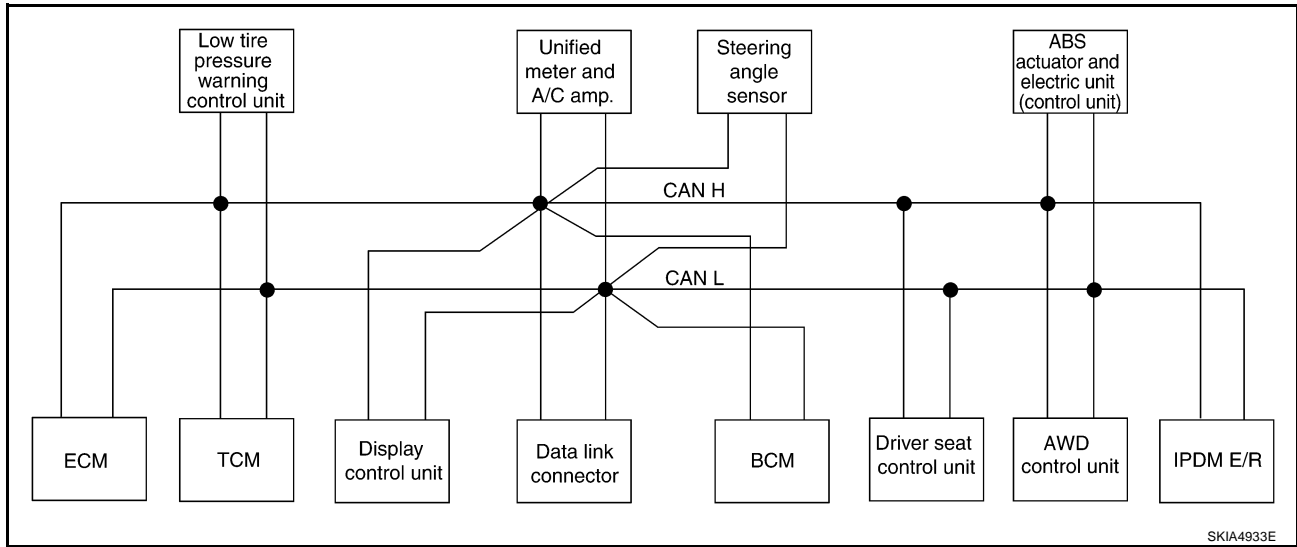 Low tire
pressure
warning
control unit
Unified
meter and
A/C amp.
Steering
angle
sensor
ABS
actuator and
electric unit
(control unit)
CAN H
CAN L
ECM
TCM
Display
control unit
Data link
connector
BCM
Driver seat
control unit
AWD
control unit
IPDM E/R
SKIA4933E